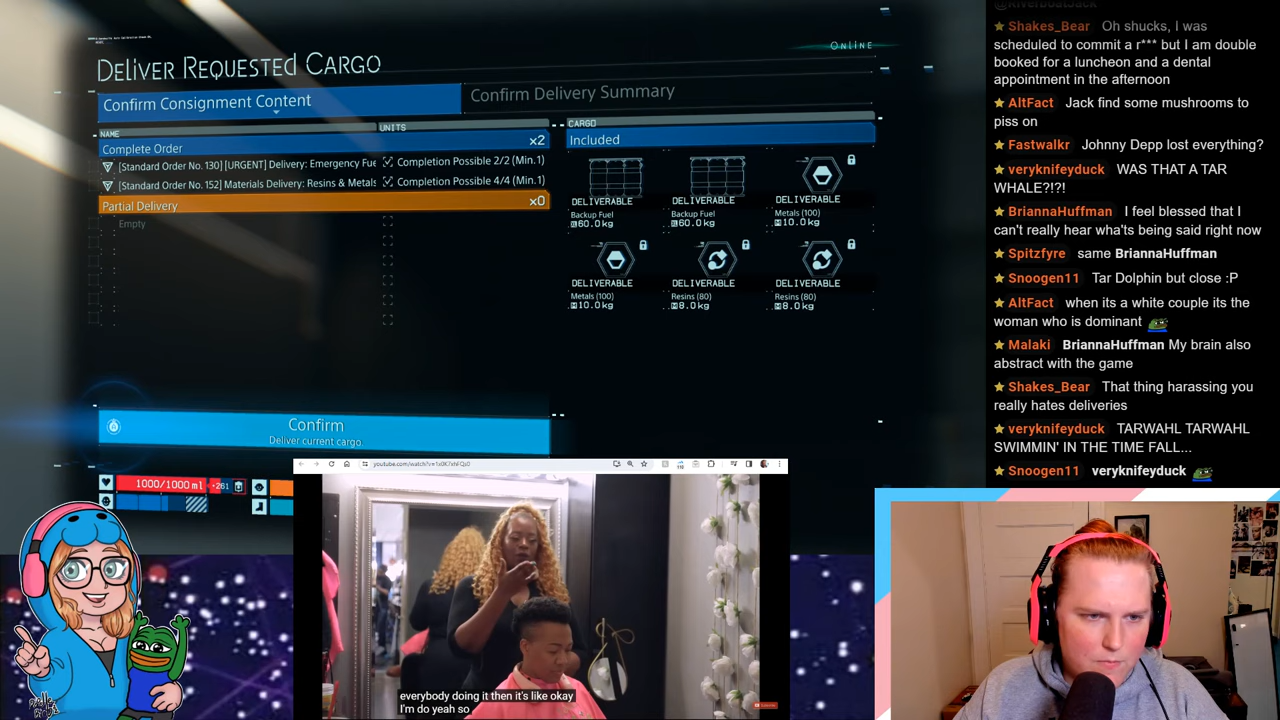 ONLINE
DELIVER REQUESTED CARGO
Confirm Consignment Content
Confirm Delivery Summary
NAME
UNITS
CARGO
Complete Order
x2
Included
[Standard Order No. 130] [URGENT] Delivery: Emergency Fue
Completion Possible 2/2 (Min.1)
[Standard Order No. 152] Materials Delivery: Resins & Metals
Completion Possible 4/4 (Min.1)
Partial Delivery
x0
Empty
DELIVERABLE
Backup Fuel
60.0kg
DELIVERABLE
Backup Fuel
60.0kg
DELIVERABLE
Metals (100)
10.0kg
DELIVERABLE
Metals (100)
10.0kg
DELIVERABLE
Resins (80)
8.0kg
DELIVERABLE
Resins (80)
8.0kg
Confirm
Deliver current cargo.
1000/1000 ml
+261
everybody doing it then it's like okay
I'm do yeah so
@RiverboatJack
Shakes_Bear Oh shucks, I was
scheduled to commit a r*** but I am double
booked for a luncheon and a dental
appointment in the afternoon
AltFact Jack find some mushrooms to
piss on
Fastwalkr Johnny Depp lost everything?
veryknifeyduck WAS THAT A TAR
WHALE?!?!
BriannaHuffman I feel blessed that I
can't really hear wha'ts being said right now
Spitzfyre same BriannaHuffman
Snoogen11 Tar Dolphin but close :P
AltFact when its a white couple its the
woman who is dominant
Malaki BriannaHuffman My brain also
abstract with the game
Shakes_Bear That thing harassing you
really hates deliveries
veryknifeyduck TARWAHL TARWAHL
SWIMMIN' IN THE TIME FALL...
Snoogen11 veryknifeyduck